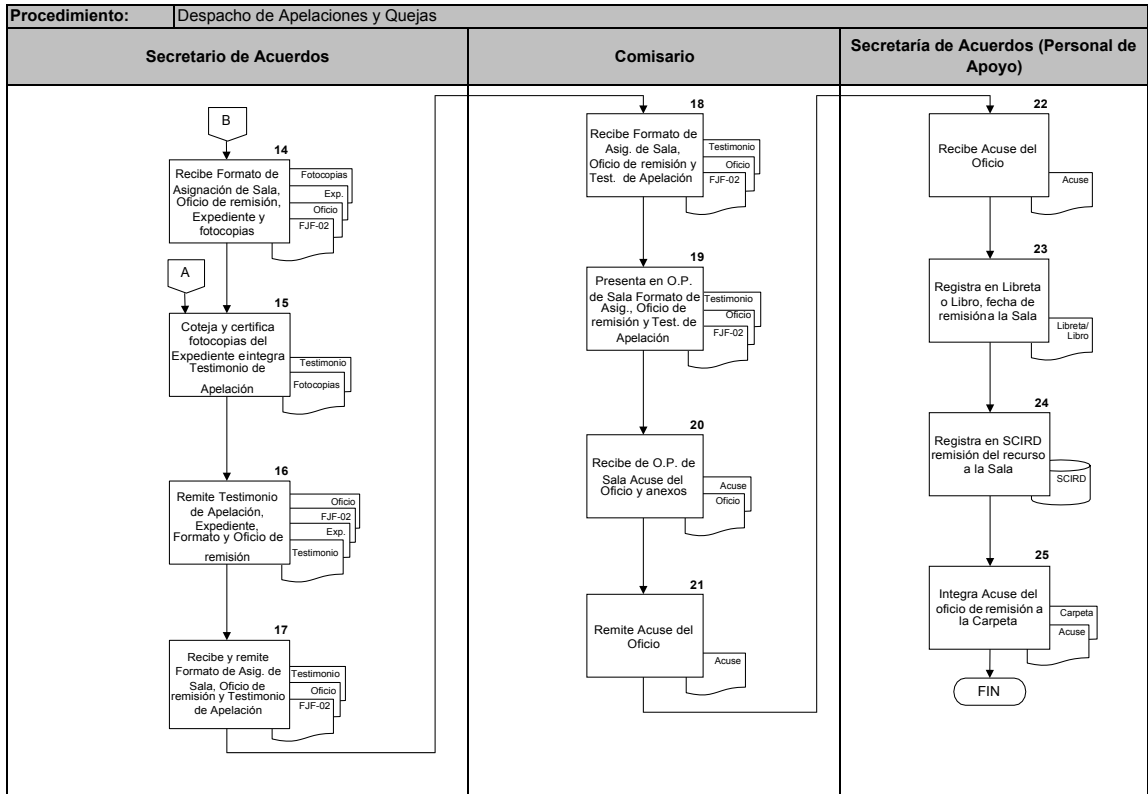 Procedimiento: Despacho de Apelaciones y Quejas
Secretario de Acuerdos
Comisario
Secretaría de Acuerdos (Personal de
Apoyo)
B
14
Recibe Formato de
Asignación de Sala,
Oficio de remisión,
Expediente y
fotocopias
Fotocopias
Exp.
Oficio
FJF-02
A
15
Coteja y certifica
fotocopias del
Expediente e integra
Testimonio de
Apelación
Testimonio
Fotocopias
16
Remite Testimonio
de Apelación,
Expediente,
Formato y Oficio de
remisión
Oficio
FJF-02
Exp.
Testimonio
17
Recibe y remite
Formato de Asig. de
Sala, Oficio de
remisión y Testimonio
de Apelación
Testimonio
Oficio
FJF-02
18
Recibe Formato de
Asig. de Sala,
Oficio de remisión y
Test. de Apelación
Testimonio
Oficio
FJF-02
19
Presenta en O.P.
de Sala Formato de
Asig., Oficio de
remisión y Test. de
Apelación
Testimonio
Oficio
FJF-02
20
Recibe de O.P. de
Sala Acuse del
Oficio y anexos
Acuse
Oficio
21
Remite Acuse del
Oficio
Acuse
22
Recibe Acuse del
Oficio
Acuse
23
Registra en Libreta
o Libro, fecha de
remisión a la Sala
Libreta/
Libro
24
Registra en SCIRD
remisión del recurso
a la Sala
SCIRD
25
Integra Acuse del
oficio de remisión a
la Carpeta
Carpeta
Acuse
FIN